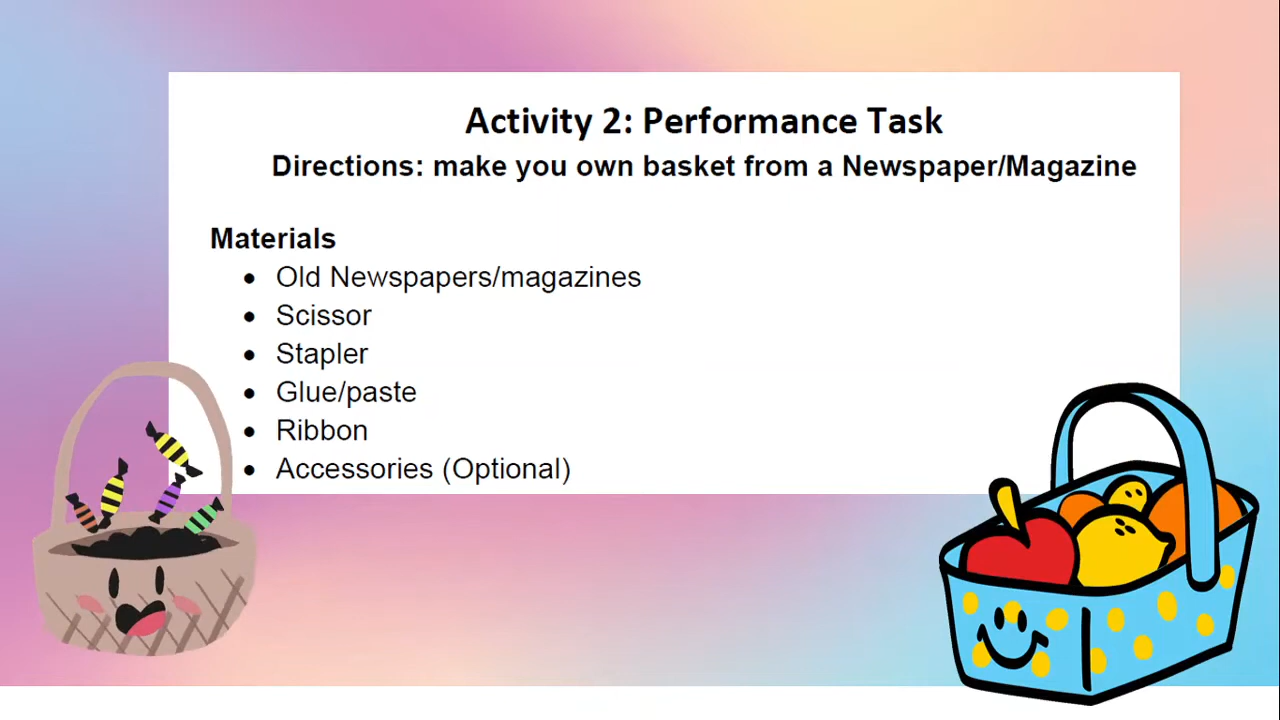 Activity 2: Performance Task
Directions: make you own basket from a Newspaper/Magazine
Materials
• Old Newspapers/magazines
• Scissor
• Stapler
• Glue/paste
• Ribbon
• Accessories (Optional)